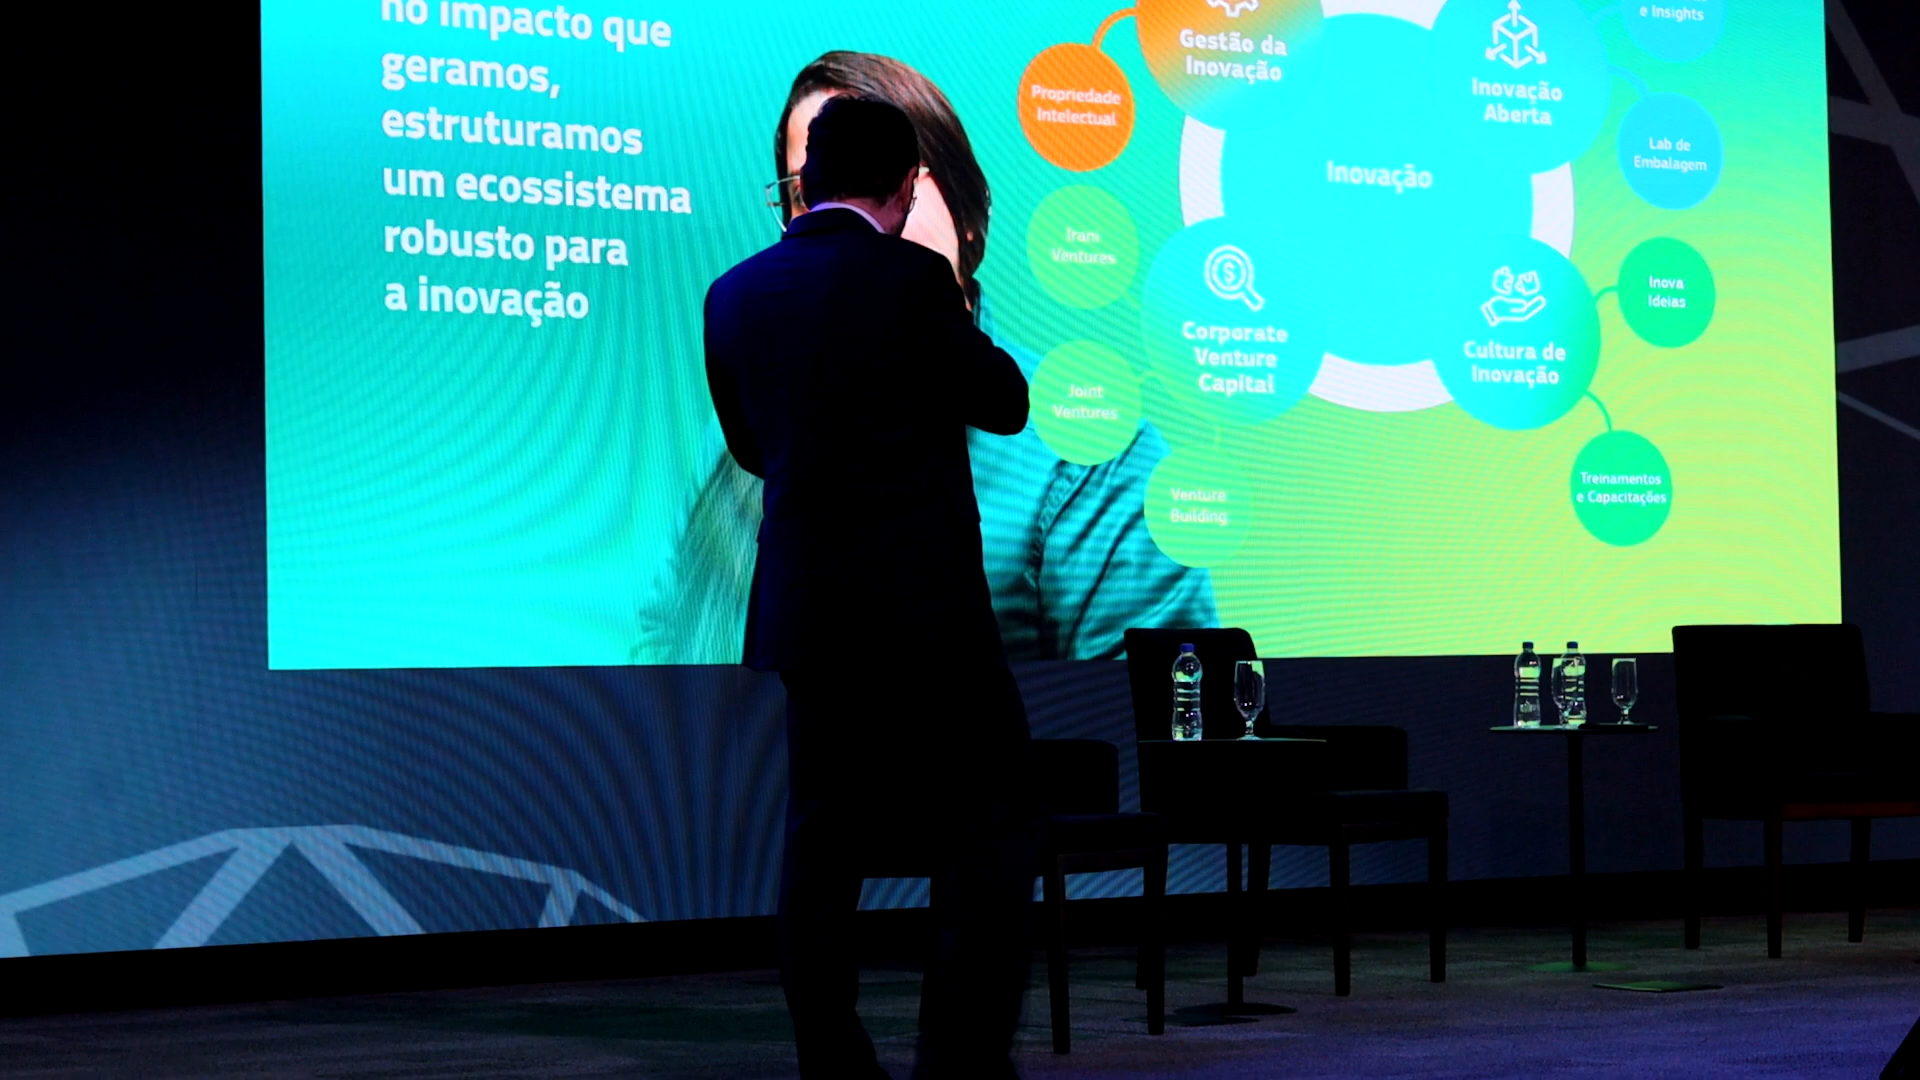 no impacto que
geramos,
estruturamos
um ecossistema
robusto para
a inovação
Gestão da
Inovação
Propriedade
Intelectual
Inovação
Aberta
e Insights
Lab de
Embalagem
Inovação
Ventures
Joint
Ventures
Corporate
Venture
Capital
Venture
Building
Cultura de
Inovação
Inova
Ideias
Treinamentos
e Capacitações